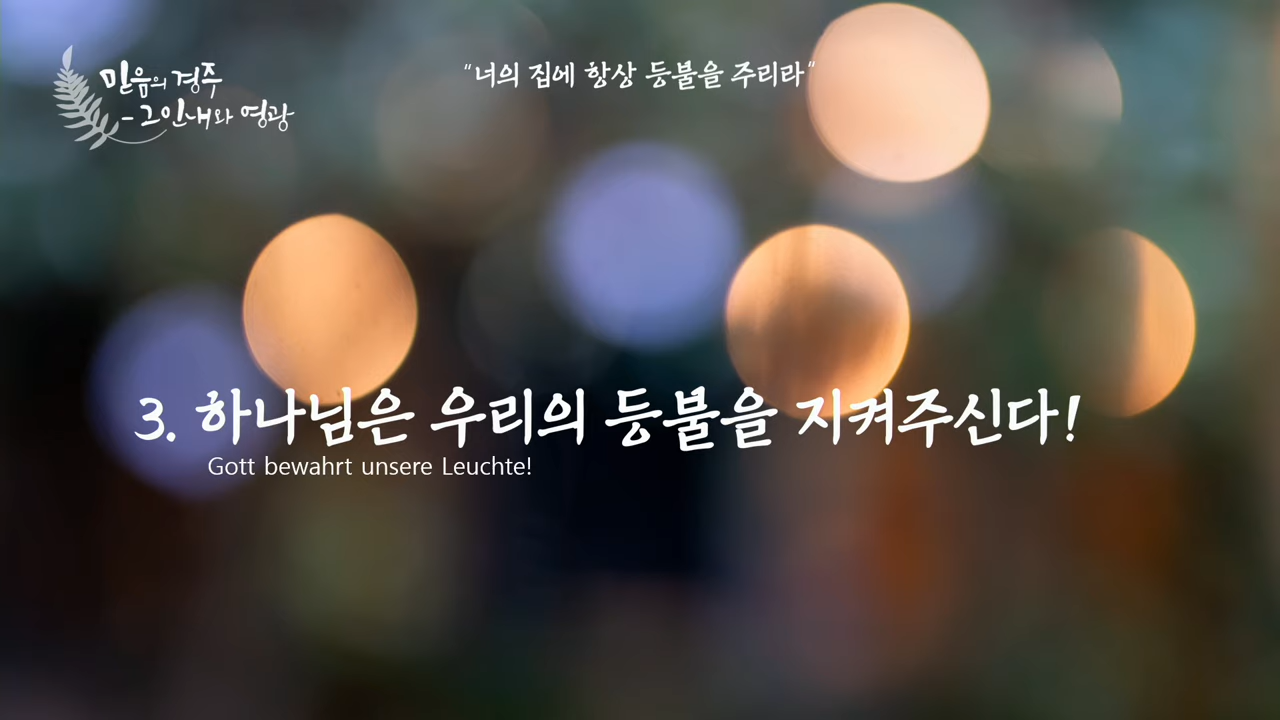 믿음의 경주
- 그 인내와 영광
"너의 집에 항상 등불을 주리라"
3. 하나님은 우리의 등불을 지켜주신다!
Gott bewahrt unsere Leuchte!